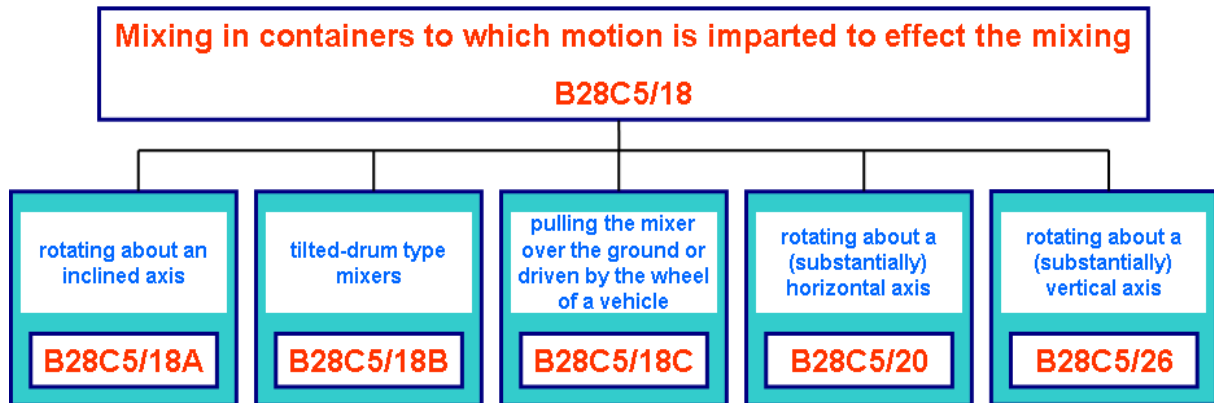 Mixing in containers to which motion is imparted to effect the mixing
B28C5/18
rotating about an
inclined axis
B28C5/18A
tilted-drum type
mixers
B28C5/18B
pulling the mixer
over the ground or
driven by the wheel
of a vehicle
B28C5/18C
rotating about a
(substantially)
horizontal axis
B28C5/20
rotating about a
(substantially)
vertical axis
B28C5/26